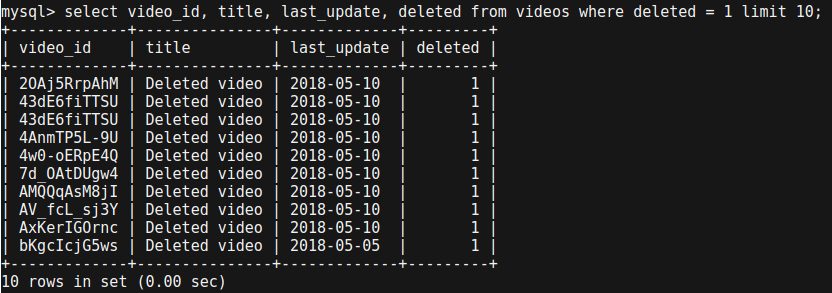 mysql> select video_id, title, last_update, deleted from videos where deleted = 1 limit 10;
+-------------+---------------+-------------+---------+
| video_id    | title         | last_update | deleted |
+-------------+---------------+-------------+---------+
| 2OAj5RrpAhM | Deleted video | 2018-05-10  |       1 |
| 43dE6fiTTSU | Deleted video | 2018-05-10  |       1 |
| 43dE6fiTTSU | Deleted video | 2018-05-10  |       1 |
| 4AnmTP5L-9U | Deleted video | 2018-05-10  |       1 |
| 4w0-oERpE4Q | Deleted video | 2018-05-10  |       1 |
| 7d_OAtDUgw4 | Deleted video | 2018-05-10  |       1 |
| AMQQqAsM8jI | Deleted video | 2018-05-10  |       1 |
| AV_fcL_sj3Y | Deleted video | 2018-05-10  |       1 |
| AxKerIGOrnc | Deleted video | 2018-05-10  |       1 |
| bKgcIcjG5ws | Deleted video | 2018-05-05  |       1 |
+-------------+---------------+-------------+---------+
10 rows in set (0.00 sec)